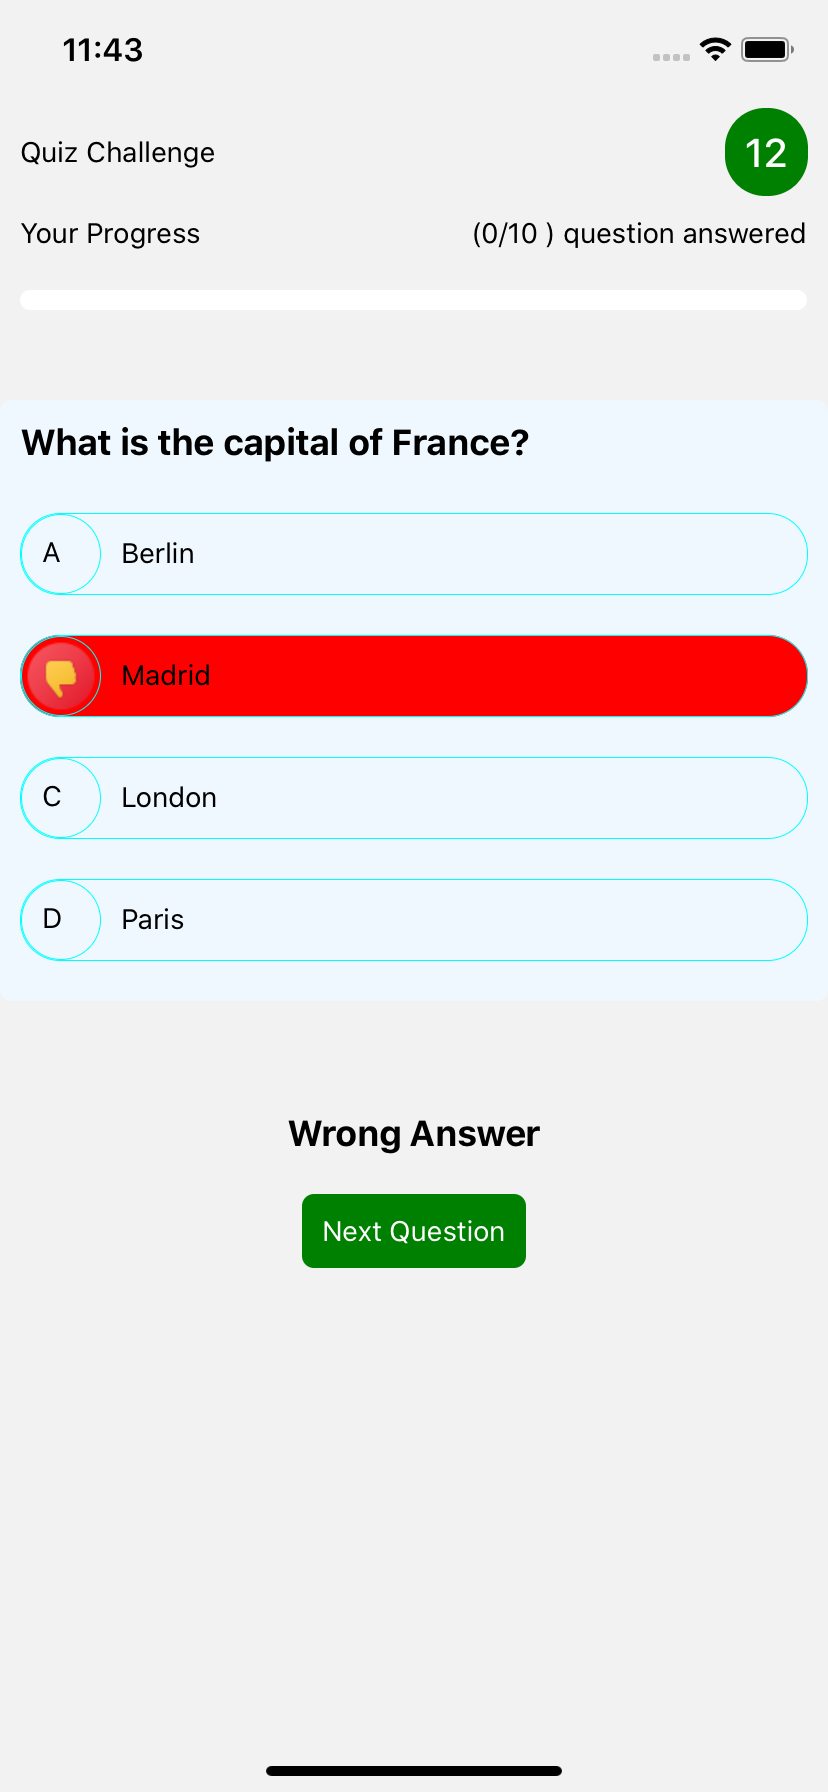 11:43
Quiz Challenge
12
Your Progress
(0/10 ) question answered
What is the capital of France?
A Berlin
Madrid
C London
D Paris
Wrong Answer
Next Question